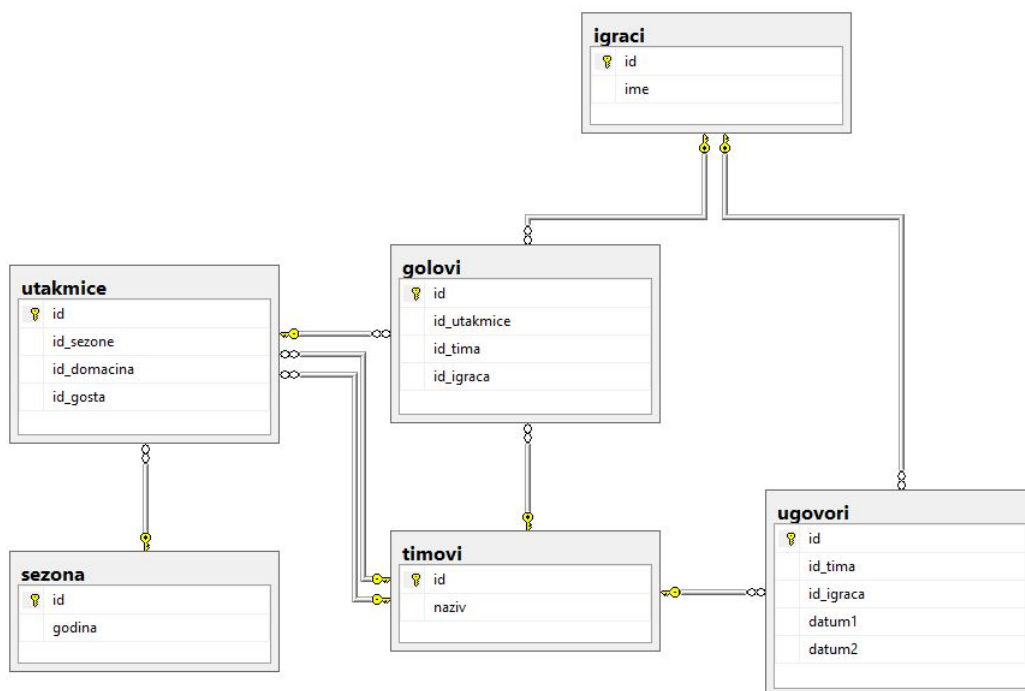 igraci
id
ime
golovi
id
id_utakmice
id_tima
id_igraca
utakmice
id
id_sezone
id_domacina
id_gosta
sezona
id
godina
timovi
id
naziv
ugovori
id
id_tima
id_igraca
datum1
datum2